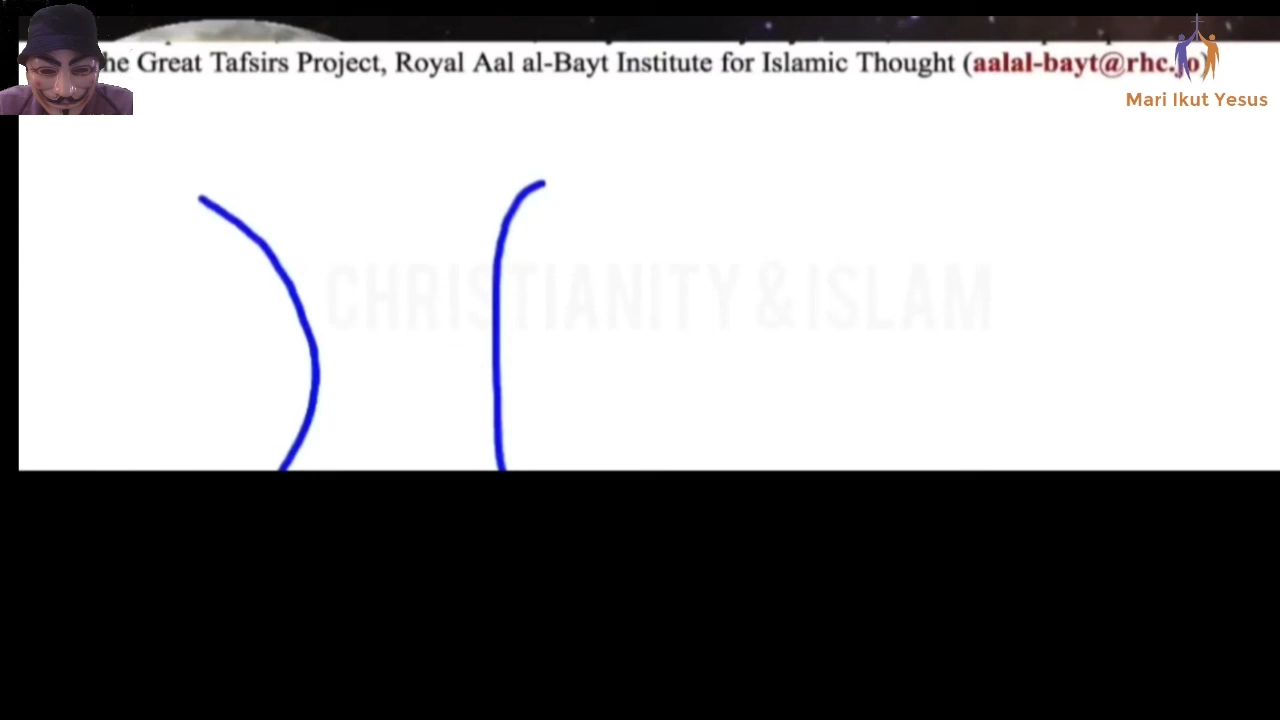 he Great Tafsirs Project, Royal Aal al-Bayt Institute for Islamic Thought (aalal-bayt@rhc.jo)
Mari Ikut Yesus
CHRISTIANITY & ISLAM